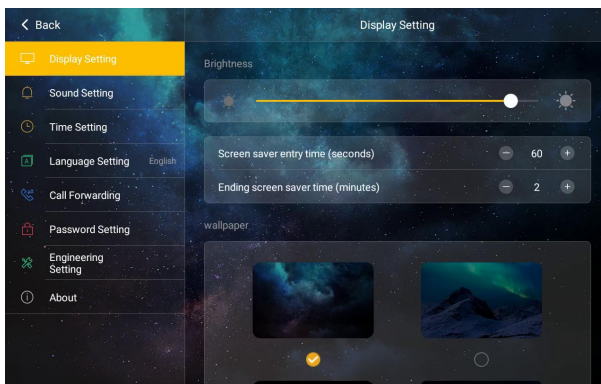 Back
Display Setting
Display Setting
Sound Setting
Time Setting
Language Setting English
Call Forwarding
Password Setting
Engineering
Setting
About
Brightness
Screen saver entry time (seconds) 60
Ending screen saver time (minutes) 2
wallpaper